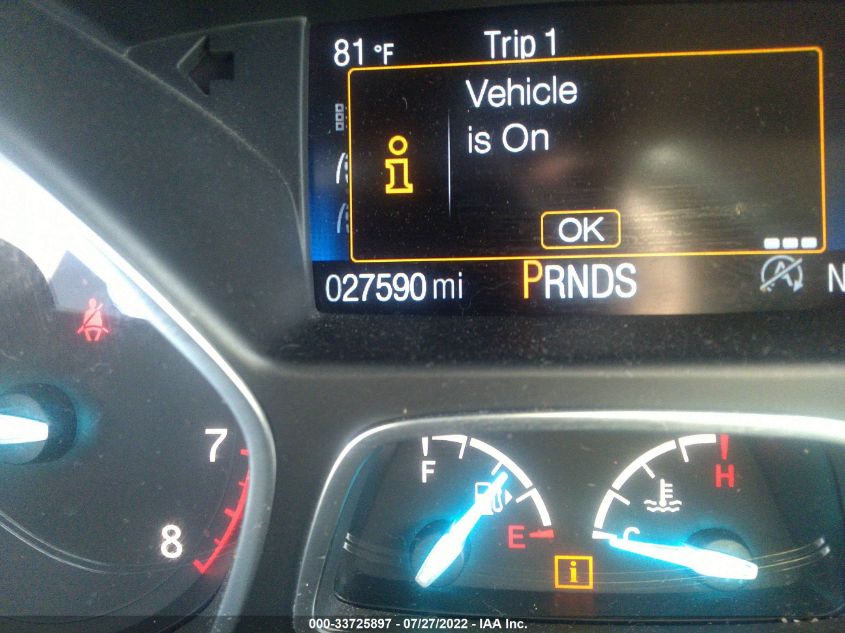 81 °F Trip 1
Vehicle
is On
OK
027590 mi PRNDS
7
8
F
E
H
C
i
000-33725897 - 07/27/2022 - IAA Inc.